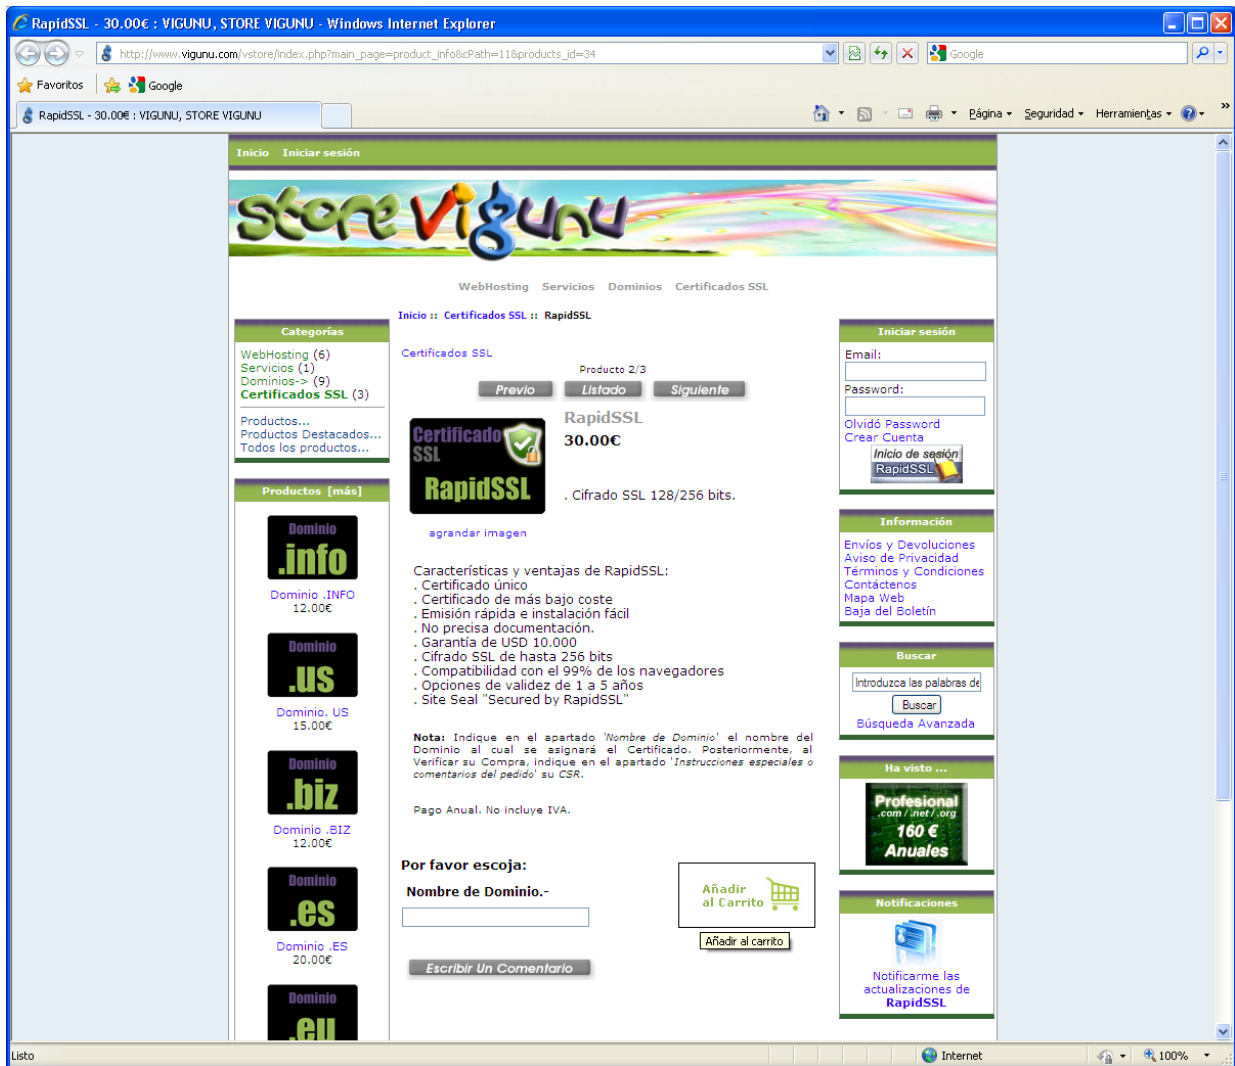 RapidSSL - 30.00€ : VIGUNU, STORE VIGUNU - Windows Internet Explorer
http://www.vigunu.com/vstore/index.php?main_page=product_info&cPath=11&products_id=34
Google
Favoritos
Google
RapidSSL - 30.00€ : VIGUNU, STORE VIGUNU
Página
Seguridad
Herramientas
»
Inicio Iniciar sesión
store vigunu
WebHosting Servicios Dominios Certificados SSL
Inicio :: Certificados SSL :: RapidSSL
Categorías
WebHosting (6)
Servicios (1)
Dominios-> (9)
Certificados SSL (3)
Productos...
Productos Destacados...
Todos los productos...
Productos [más]
Dominio
.info
Dominio .INFO
12.00€
Dominio
.us
Dominio. US
15.00€
Dominio
.biz
Dominio .BIZ
12.00€
Dominio
.es
Dominio .ES
20.00€
Dominio
.eu
Certificados SSL
Producto 2/3
Previo
Listado
Siguiente
Certificado
SSL
RapidSSL
RapidSSL
30.00€
. Cifrado SSL 128/256 bits.
agrandar imagen
Características y ventajas de RapidSSL:
. Certificado único
. Certificado de más bajo coste
. Emisión rápida e instalación fácil
. No precisa documentación.
. Garantía de USD 10.000
. Cifrado SSL de hasta 256 bits
. Compatibilidad con el 99% de los navegadores
. Opciones de validez de 1 a 5 años
. Site Seal "Secured by RapidSSL"
Nota: Indique en el apartado 'Nombre de Dominio' el nombre del
Dominio al cual se asignará el Certificado. Posteriormente, al
Verificar su Compra, indique en el apartado 'Instrucciones especiales o
comentarios del pedido' su CSR.
Pago Anual. No incluye IVA.
Por favor escoja:
Nombre de Dominio.-
Añadir
al Carrito
Añadir al carrito
Escribir Un Comentario
Iniciar sesión
Email:
Password:
Olvidó Password
Crear Cuenta
Inicio de sesión
RapidSSL
Información
Envíos y Devoluciones
Aviso de Privacidad
Términos y Condiciones
Contáctenos
Mapa Web
Baja del Boletín
Buscar
Introduzca las palabras de
Buscar
Búsqueda Avanzada
Ha visto ...
Profesional
.com / .net / .org
160 €
Anuales
Notificaciones
Notificarme las
actualizaciones de
RapidSSL
Listo
Internet
100%